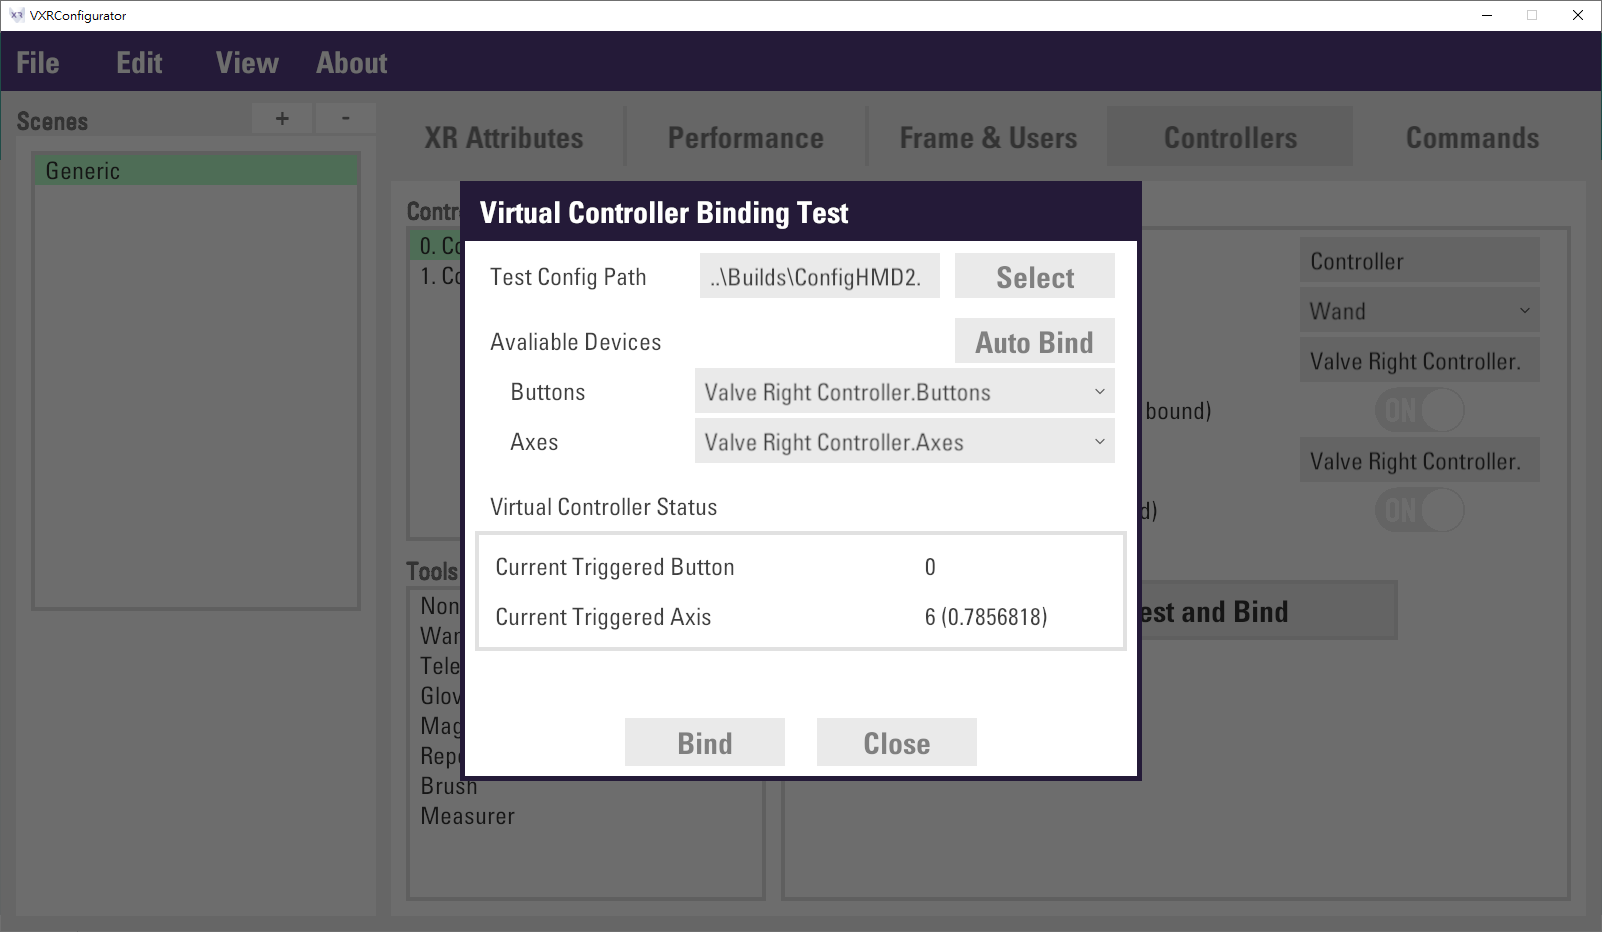 VXRConfigurator
File Edit View About
Scenes + -
Generic
XR Attributes Performance Frame & Users Controllers Commands
Virtual Controller Binding Test
Test Config Path ..\Builds\ConfigHMD2. Select
Avaliable Devices Auto Bind
Buttons Valve Right Controller.Buttons
Axes Valve Right Controller.Axes
Virtual Controller Status
Current Triggered Button 0
Current Triggered Axis 6 (0.7856818)
Bind Close
Contr
0. Co
1. Co
Tools
Non
War
Tele
Glov
Mag
Repo
Brush
Measurer
Controller
Wand
Valve Right Controller.
bound) ON
Valve Right Controller.
d) ON
est and Bind